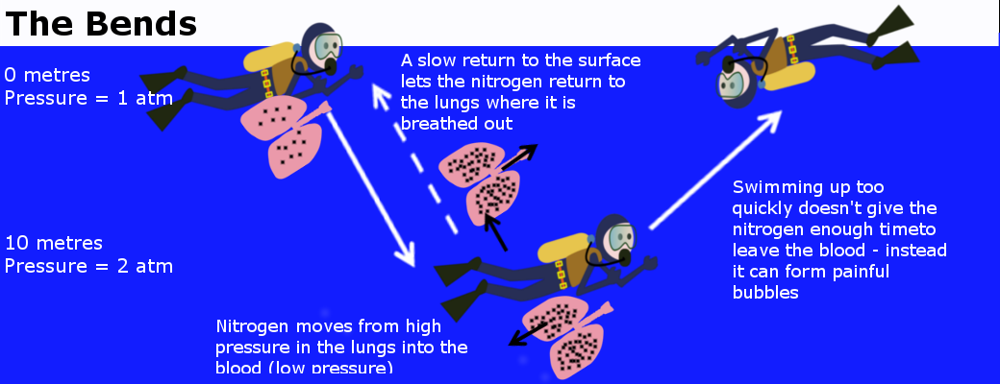 The Bends
0 metres
Pressure = 1 atm
A slow return to the surface
lets the nitrogen return to
the lungs where it is
breathed out
10 metres
Pressure = 2 atm
Swimming up too
quickly doesn't give the
nitrogen enough timeto
leave the blood - instead
it can form painful
bubbles
Nitrogen moves from high
pressure in the lungs into the
blood (low pressure)